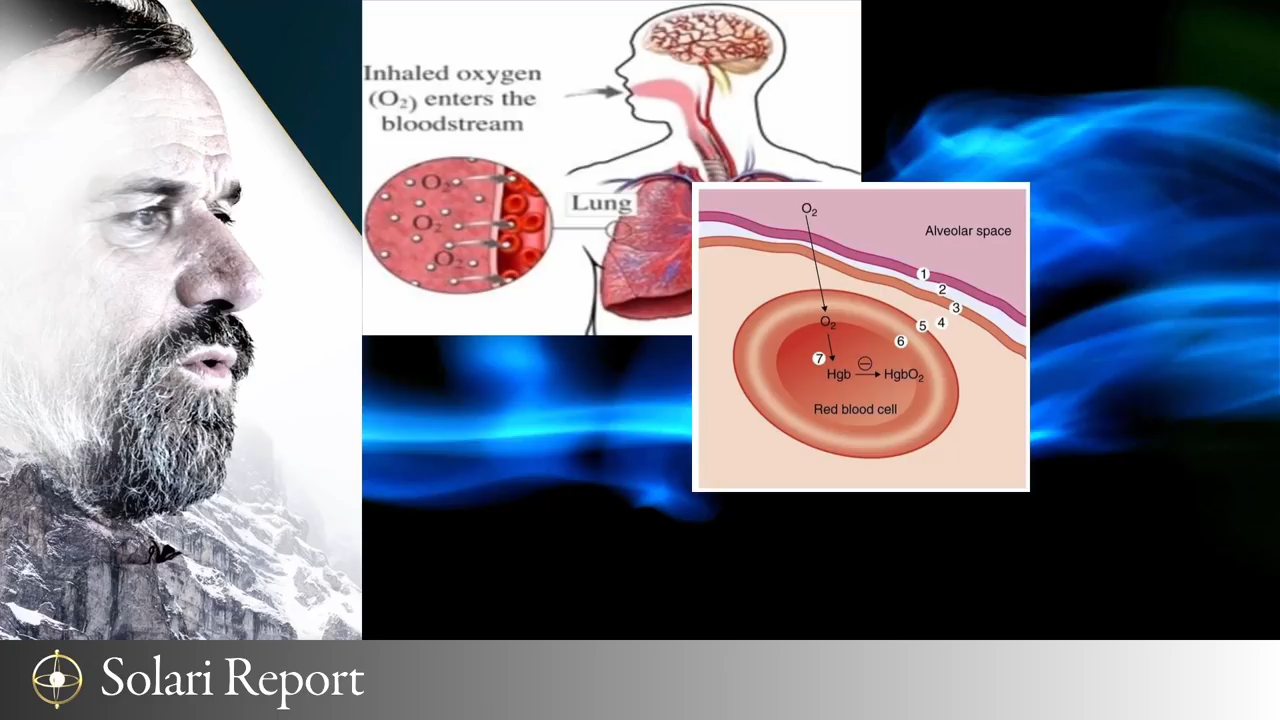 Inhaled oxygen
(O₂) enters the
bloodstream
O₂
O₂
O₂
Lung
O₂
Alveolar space
1
2
3
4
5
6
O₂
7
Hgb
HgbO₂
Red blood cell
Solari Report